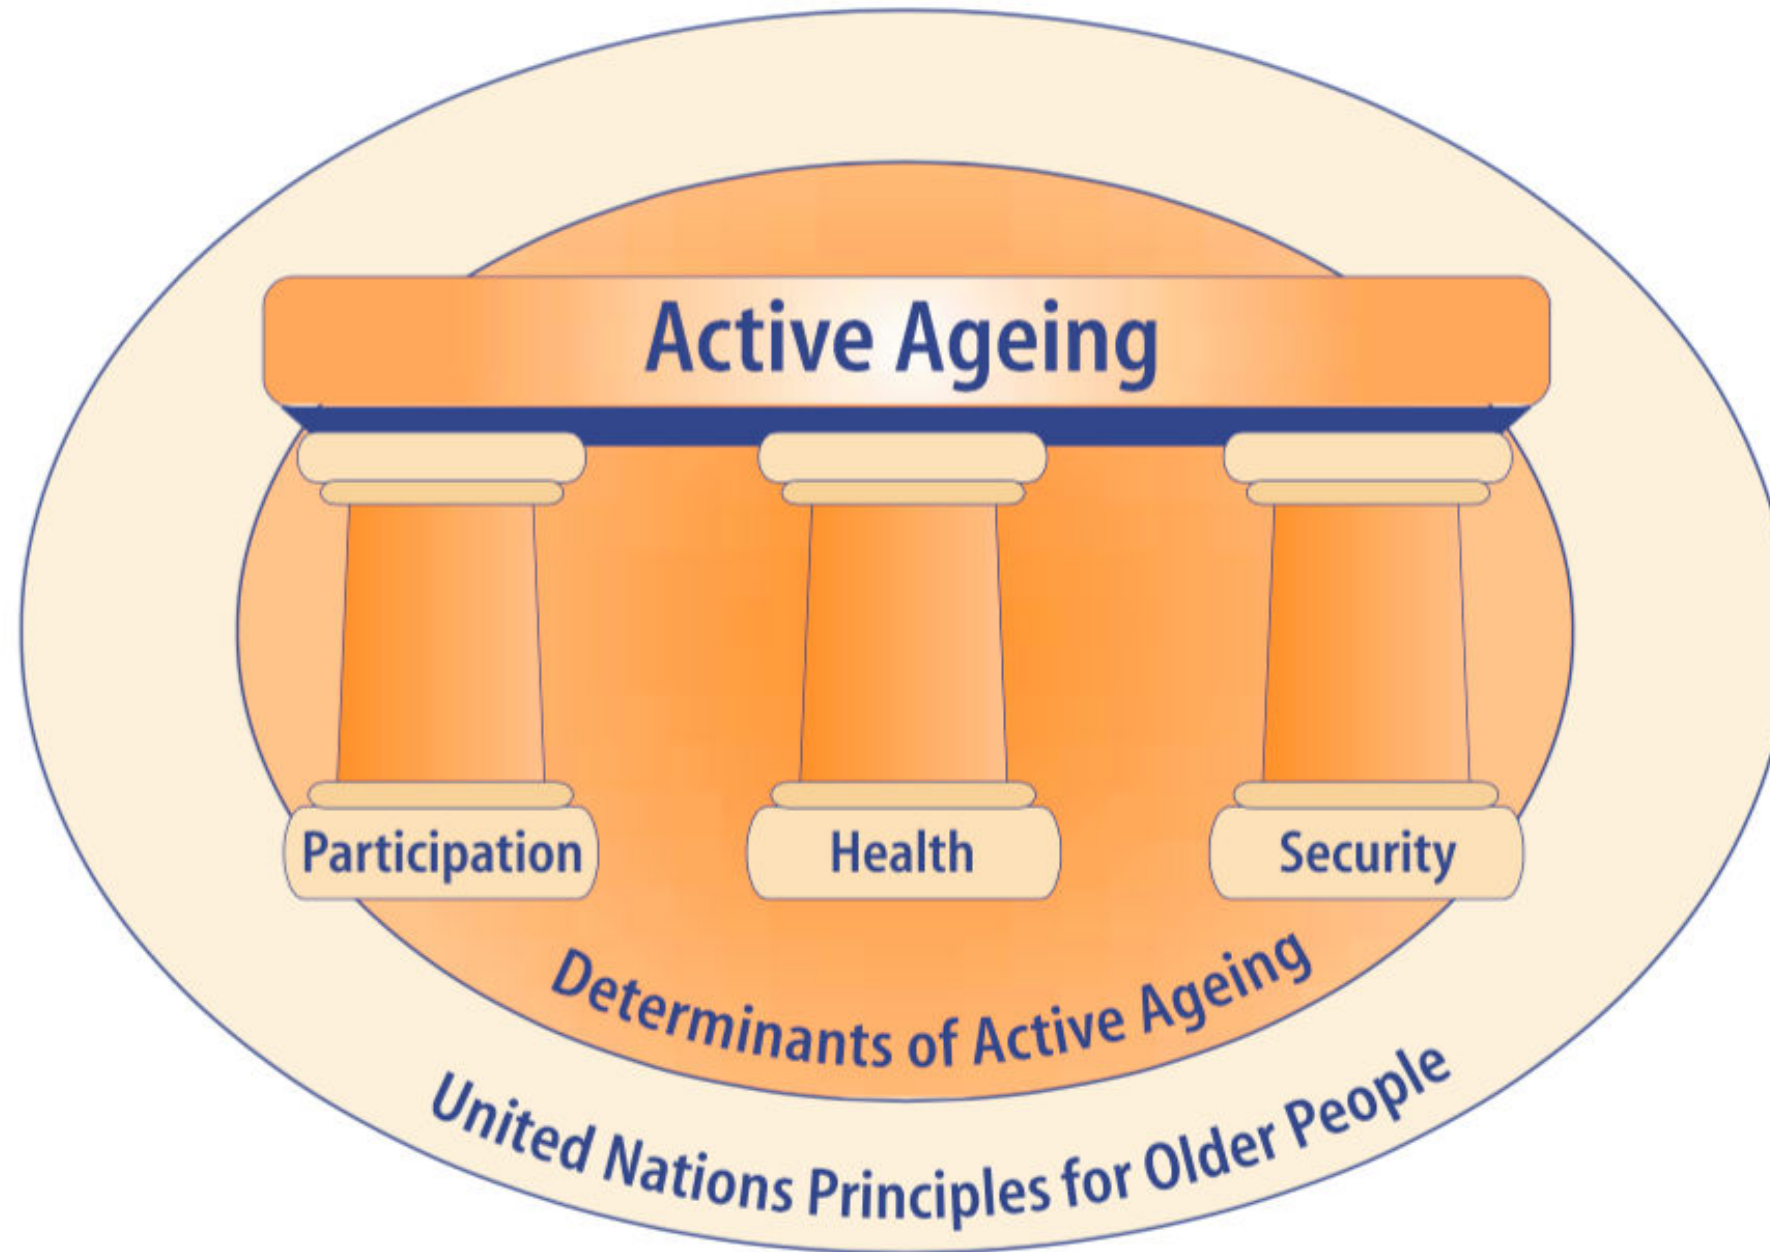 Active Ageing
Participation
Health
Security
Determinants of Active Ageing
United Nations Principles for Older People